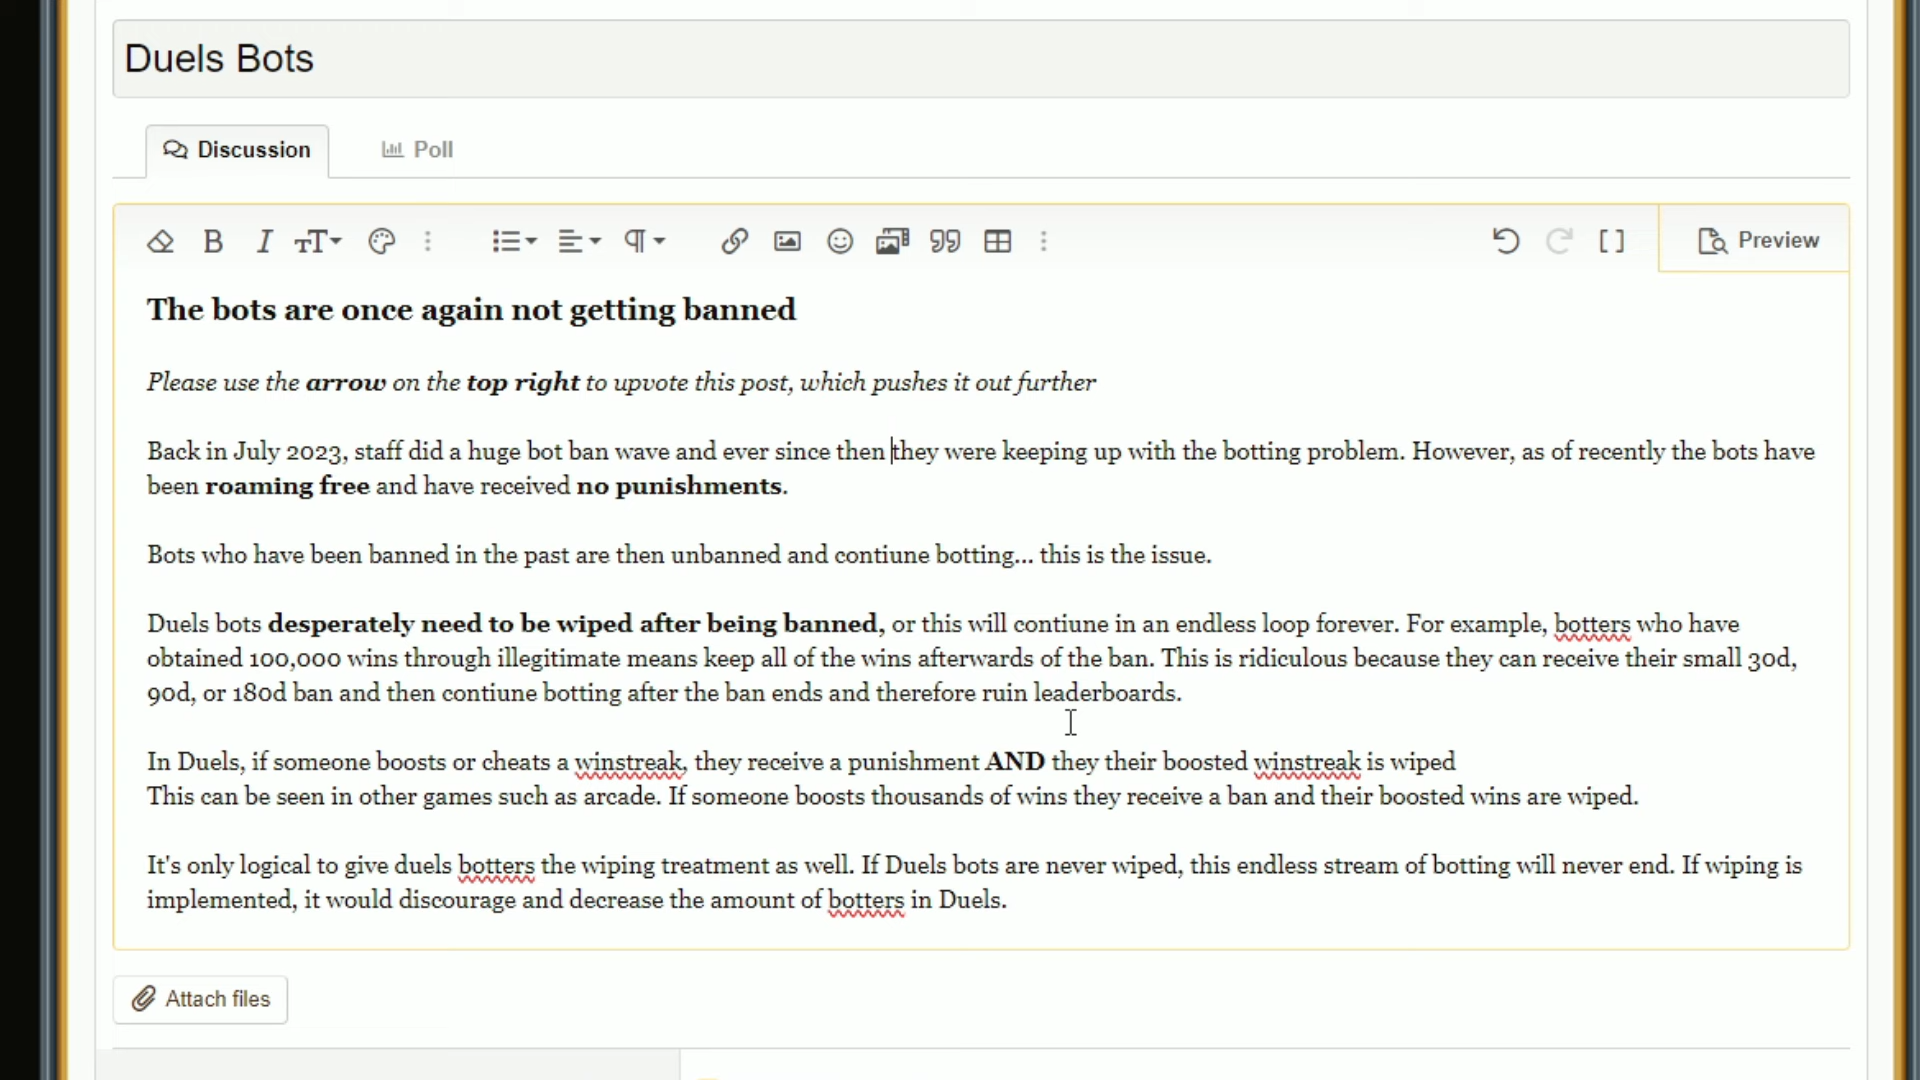 Duels Bots
Discussion
Poll
Preview
The bots are once again not getting banned
Please use the arrow on the top right to upvote this post, which pushes it out further
Back in July 2023, staff did a huge bot ban wave and ever since then they were keeping up with the botting problem. However, as of recently the bots have
been roaming free and have received no punishments.
Bots who have been banned in the past are then unbanned and contiune botting... this is the issue.
Duels bots desperately need to be wiped after being banned, or this will contiune in an endless loop forever. For example, botters who have
obtained 100,000 wins through illegitimate means keep all of the wins afterwards of the ban. This is ridiculous because they can receive their small 30d,
90d, or 180d ban and then contiune botting after the ban ends and therefore ruin leaderboards.
In Duels, if someone boosts or cheats a winstreak, they receive a punishment AND they their boosted winstreak is wiped
This can be seen in other games such as arcade. If someone boosts thousands of wins they receive a ban and their boosted wins are wiped.
It's only logical to give duels botters the wiping treatment as well. If Duels bots are never wiped, this endless stream of botting will never end. If wiping is
implemented, it would discourage and decrease the amount of botters in Duels.
Attach files